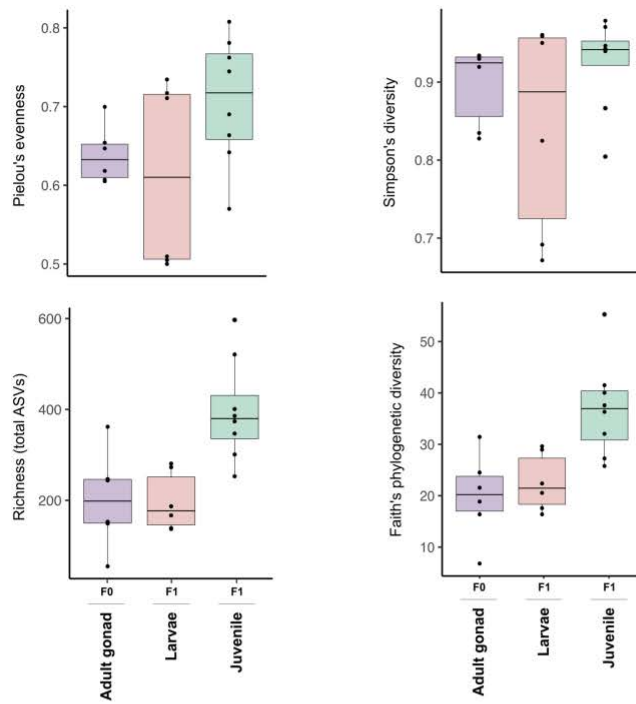 Pielou's evenness
0.8
0.7
0.6
0.5
Simpson's diversity
0.9
0.8
0.7
Richness (total ASVs)
600
400
200
F0
F1
F1
Adult gonad
Larvae
Juvenile
Faith's phylogenetic diversity
50
40
30
20
10
F0
F1
F1
Adult gonad
Larvae
Juvenile